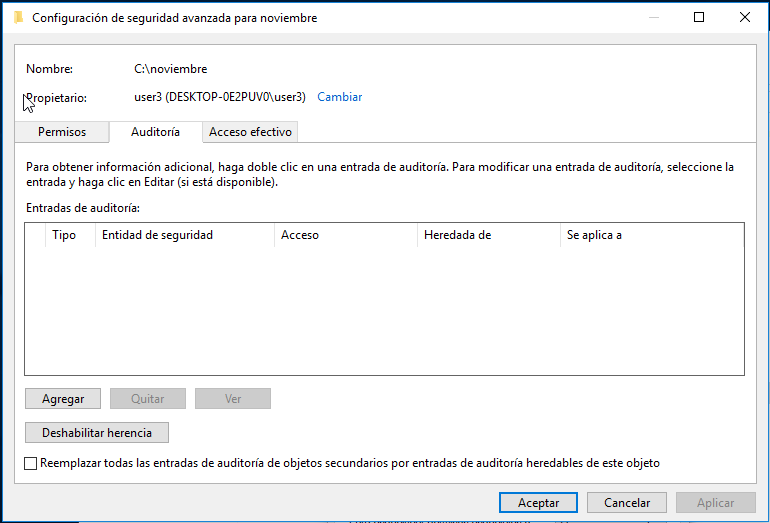 Configuración de seguridad avanzada para noviembre
Nombre: C:\noviembre
Propietario: user3 (DESKTOP-0E2PUV0\user3) Cambiar
Permisos Auditoría Acceso efectivo
Para obtener información adicional, haga doble clic en una entrada de auditoría. Para modificar una entrada de auditoría, seleccione la
entrada y haga clic en Editar (si está disponible).
Entradas de auditoría:
Tipo Entidad de seguridad Acceso Heredada de Se aplica a
Agregar Quitar Ver
Deshabilitar herencia
Reemplazar todas las entradas de auditoría de objetos secundarios por entradas de auditoría heredables de este objeto
Aceptar Cancelar Aplicar